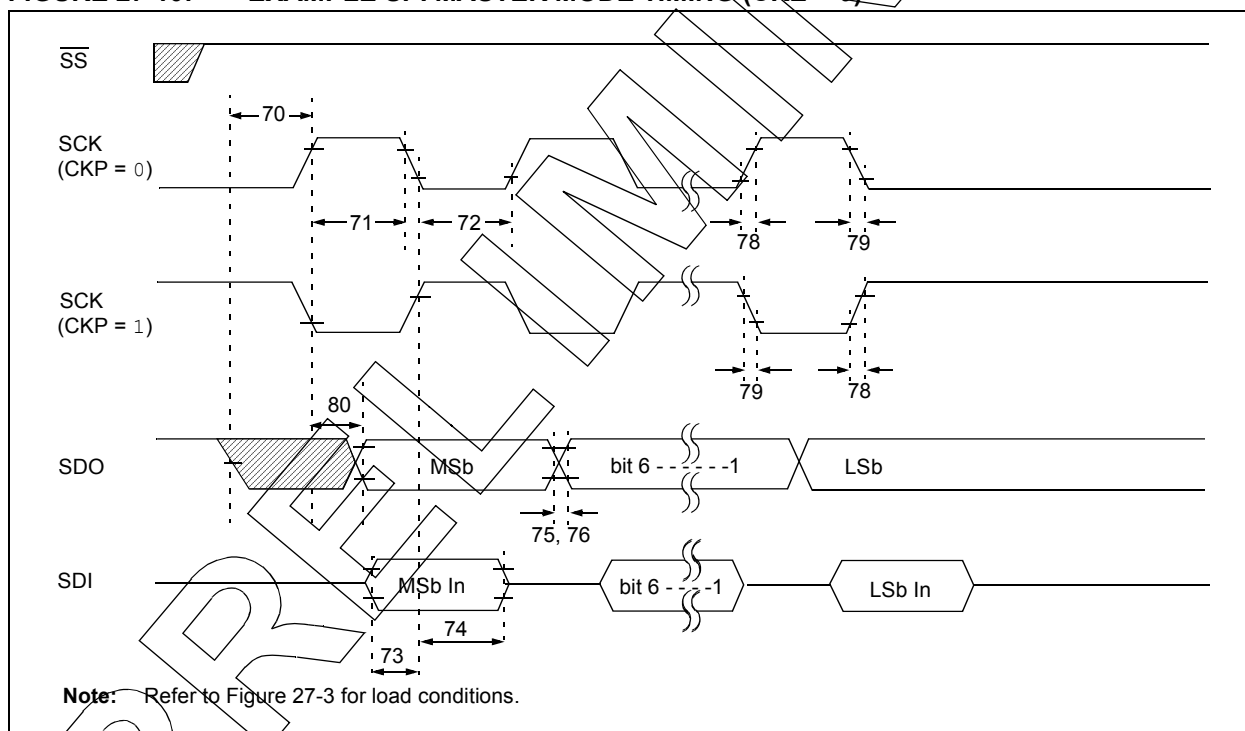 SS
70
SCK
(CKP = 0)
71
72
78
79
SCK
(CKP = 1)
79
78
80
SDO
MSb
bit 6 - - - - - -1
LSb
75, 76
SDI
MSb In
bit 6 - - - - -1
LSb In
74
73
Note: Refer to Figure 27-3 for load conditions.